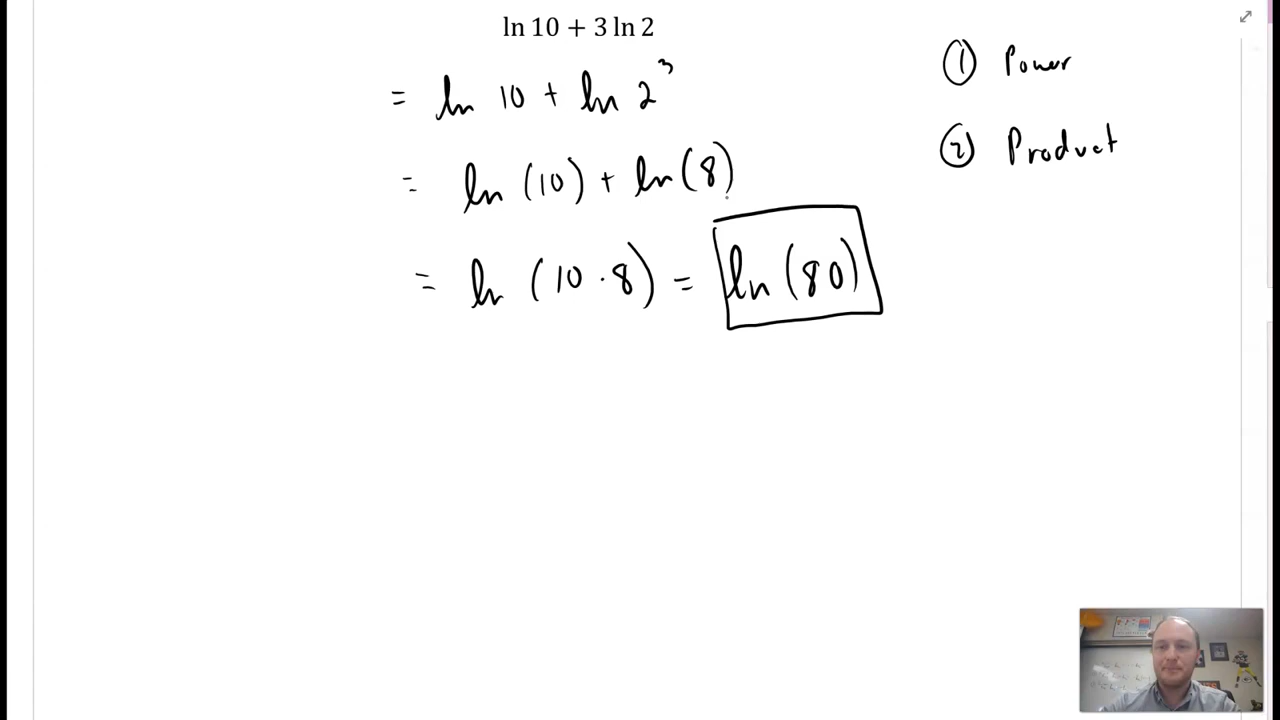 ln 10 + 3 ln 2
= ln 10 + ln 2³
= ln (10) + ln (8)
= ln (10 · 8) = ln (80)
① Power
② Product